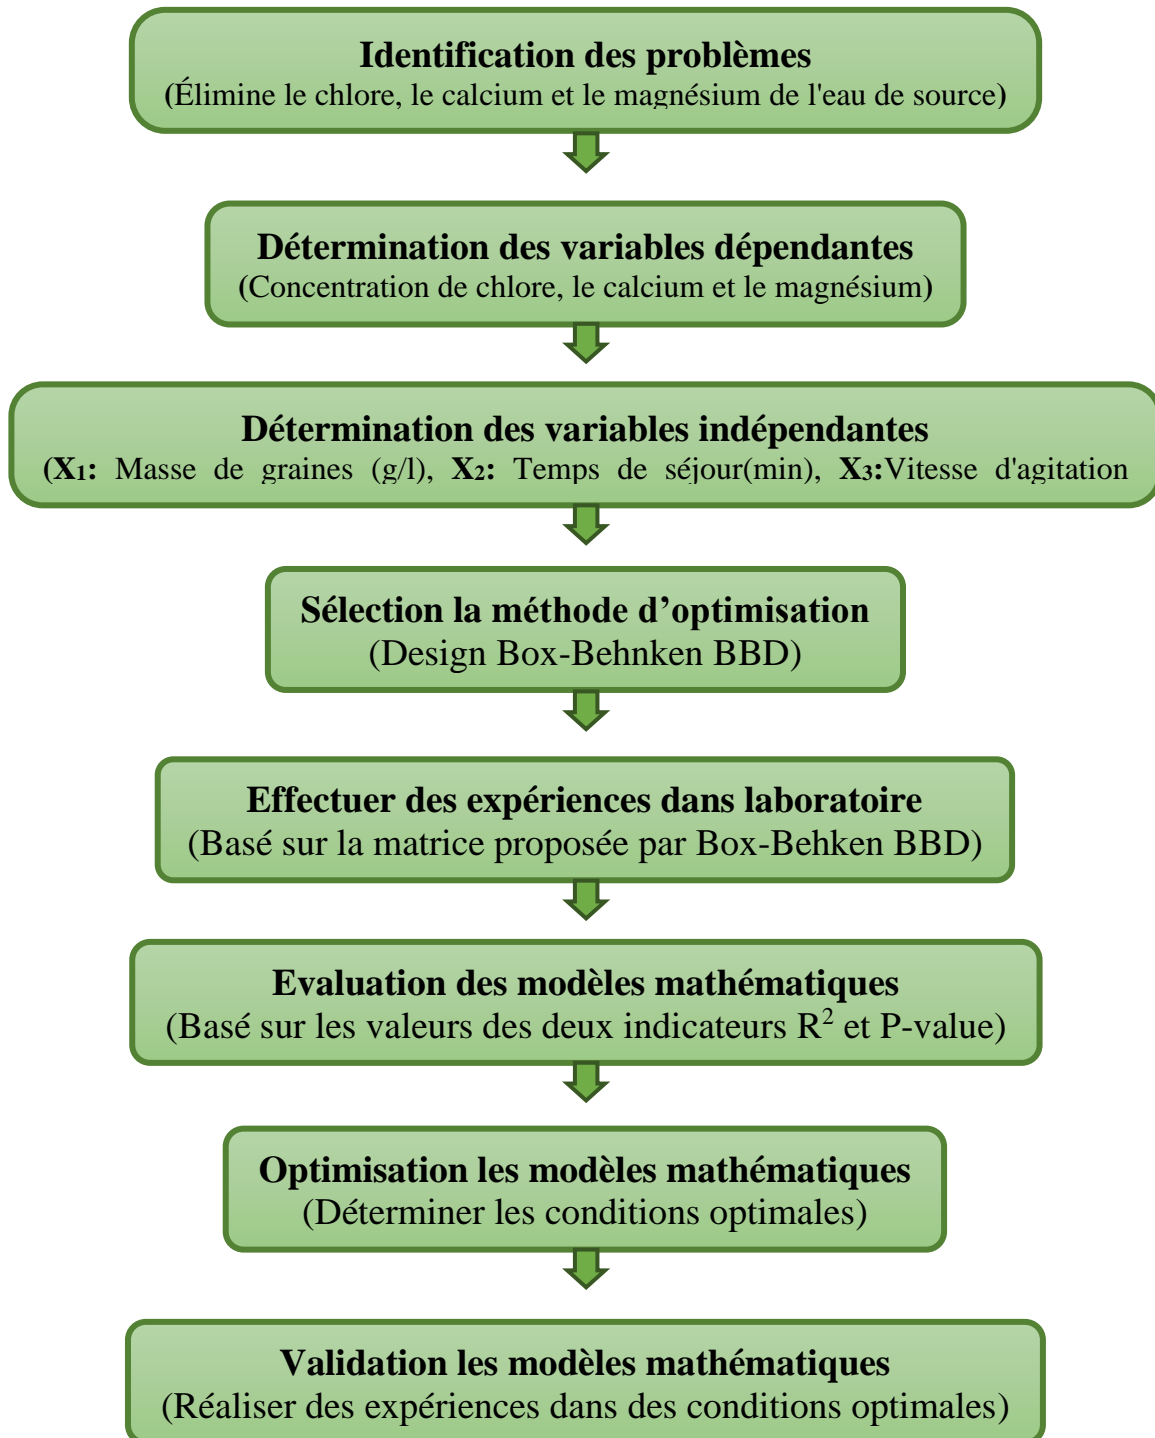 Identification des problèmes
(Élimine le chlore, le calcium et le magnésium de l'eau de source)
Détermination des variables dépendantes
(Concentration de chlore, le calcium et le magnésium)
Détermination des variables indépendantes
(X₁: Masse de graines (g/l), X₂: Temps de séjour(min), X₃:Vitesse d'agitation
Sélection la méthode d’optimisation
(Design Box-Behnken BBD)
Effectuer des expériences dans laboratoire
(Basé sur la matrice proposée par Box-Behken BBD)
Evaluation des modèles mathématiques
(Basé sur les valeurs des deux indicateurs R² et P-value)
Optimisation les modèles mathématiques
(Déterminer les conditions optimales)
Validation les modèles mathématiques
(Réaliser des expériences dans des conditions optimales)